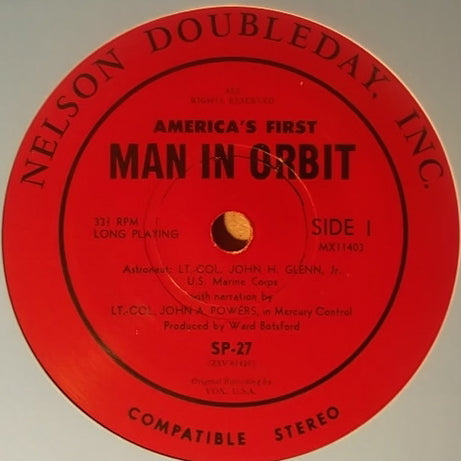 NELSON DOUBLEDAY, INC.
ALL
RIGHTS RESERVED
AMERICA'S FIRST
MAN IN ORBIT
33⅓ RPM
LONG PLAYING
SIDE 1
MX11403
Astronaut: LT. COL. JOHN H. GLENN, Jr.
U.S. Marine Corps
with narration by
LT. COL. JOHN A. POWERS, in Mercury Control
Produced by Ward Botsford
SP-27
Original Recording by
VOX, U.S.A.
COMPATIBLE STEREO